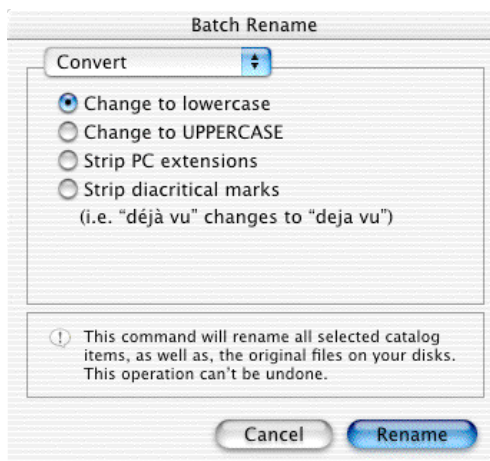 Batch Rename
Convert
Change to lowercase
Change to UPPERCASE
Strip PC extensions
Strip diacritical marks
(i.e. “déjà vu” changes to “deja vu”)
This command will rename all selected catalog
items, as well as, the original files on your disks.
This operation can’t be undone.
Cancel
Rename